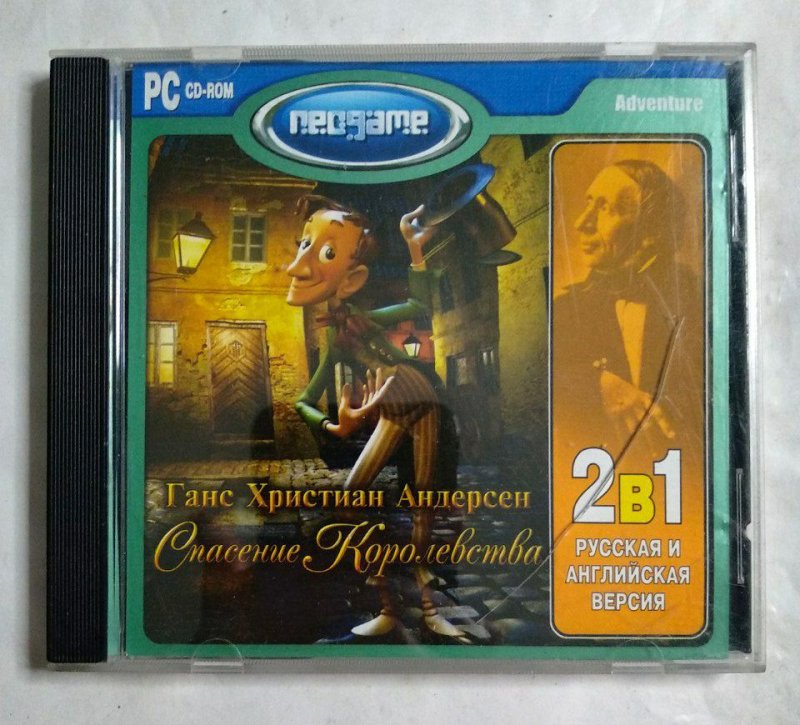 PC CD-ROM
neogame
Adventure
Ганс Христиан Андерсен
Спасение Королевства
2в1
РУССКАЯ И
АНГЛИЙСКАЯ
ВЕРСИЯ